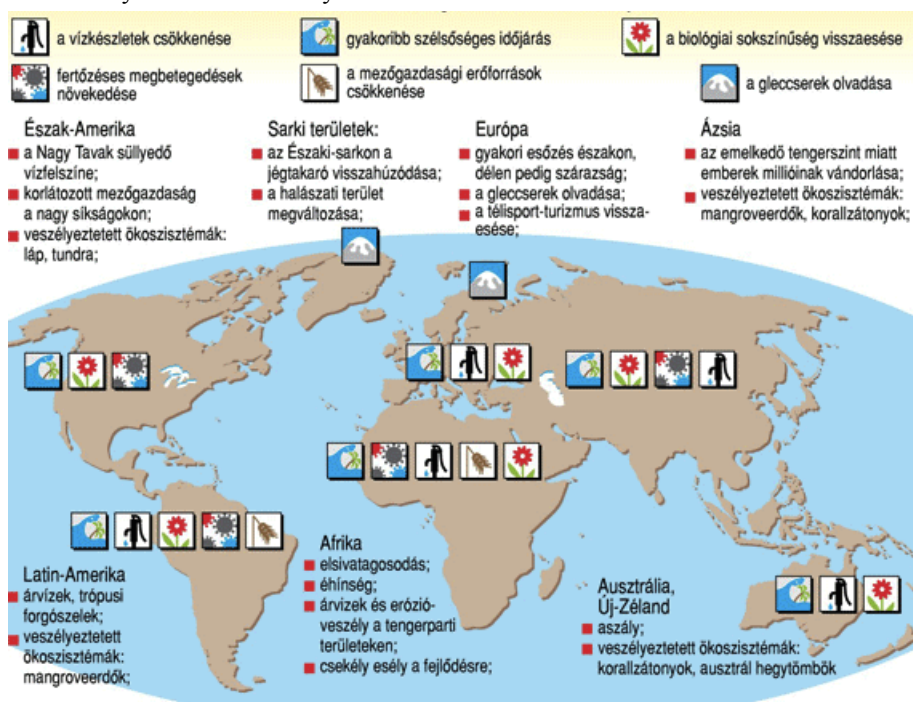 a vízkészletek csökkenése
gyakoribb szélsőséges időjárás
a biológiai sokszínűség visszaesése
fertőzéses megbetegedések
növekedése
a mezőgazdasági erőforrások
csökkenése
a gleccserek olvadása
Észak-Amerika
a Nagy Tavak süllyedő
vízfelszíne;
korlátozott mezőgazdaság
a nagy síkságokon;
veszélyeztetett ökoszisztémák:
láp, tundra;
Sarki területek:
az Északi-sarkon a
jégtakaró visszahúzódása;
a halászati terület
megváltozása;
Európa
gyakori esőzés északon,
délen pedig szárazság;
a gleccserek olvadása;
a télisport-turizmus vissza-
esése;
Ázsia
az emelkedő tengerszint miatt
emberek millióinak vándorlása;
veszélyeztetett ökoszisztémák:
mangroveerdők, korallzátonyok;
Latin-Amerika
árvízek, trópusi
forgószelek;
veszélyeztetett
ökoszisztémák:
mangroveerdők;
Afrika
elsivatagosodás;
éhínség;
árvizek és erózió-
veszély a tengerparti
területeken;
csekély esély a fejlődésre;
Ausztrália,
Új-Zéland
aszály;
veszélyeztetett ökoszisztémák:
korallzátonyok, ausztrál hegytömbök